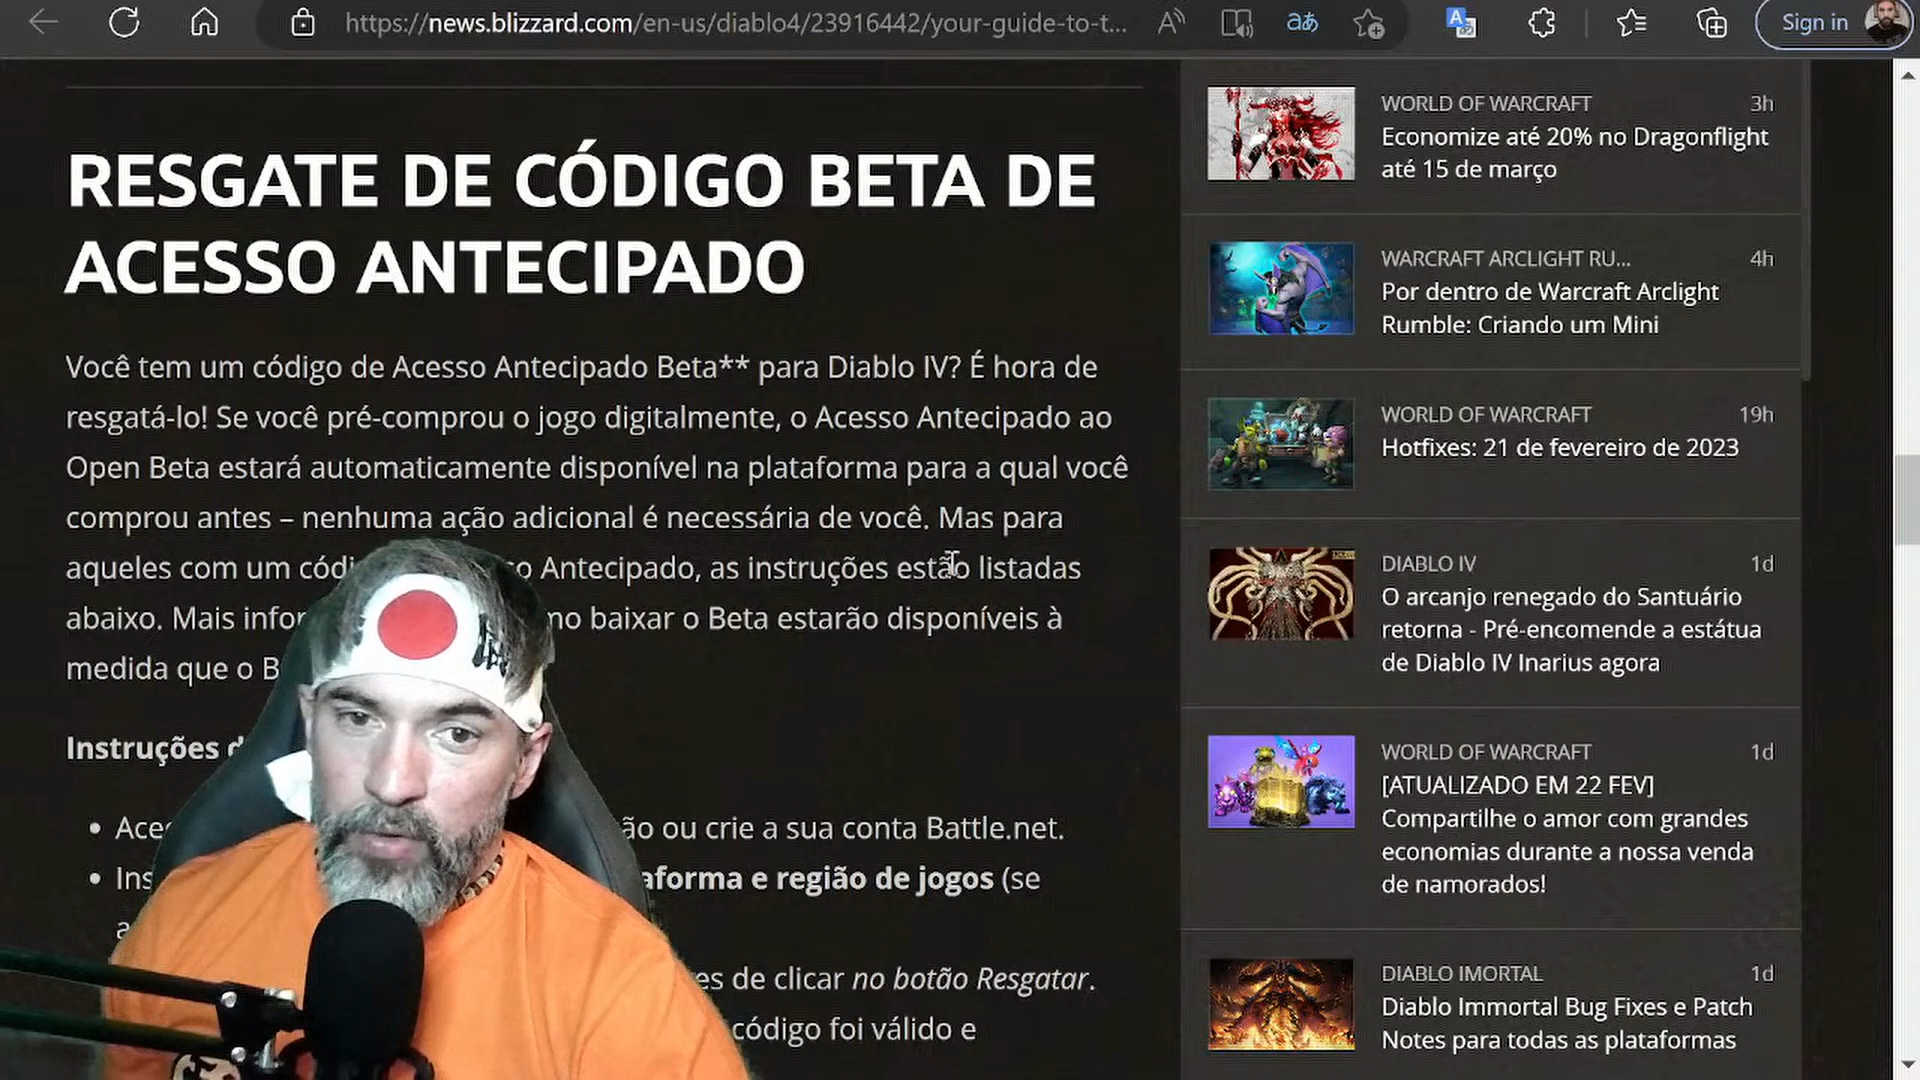 https://news.blizzard.com/en-us/diablo4/23916442/your-guide-to-t...
Sign in
RESGATE DE CÓDIGO BETA DE
ACESSO ANTECIPADO
Você tem um código de Acesso Antecipado Beta** para Diablo IV? É hora de
resgatá-lo! Se você pré-comprou o jogo digitalmente, o Acesso Antecipado ao
Open Beta estará automaticamente disponível na plataforma para a qual você
comprou antes – nenhuma ação adicional é necessária de você. Mas para
aqueles com um códi o Antecipado, as instruções estão listadas
abaixo. Mais infor mo baixar o Beta estarão disponíveis à
medida que o B
Instruções d
Aces ão ou crie a sua conta Battle.net.
Ins aforma e região de jogos (se
a
es de clicar no botão Resgatar.
código foi válido e
WORLD OF WARCRAFT 3h
Economize até 20% no Dragonflight
até 15 de março
WARCRAFT ARCLIGHT RU... 4h
Por dentro de Warcraft Arclight
Rumble: Criando um Mini
WORLD OF WARCRAFT 19h
Hotfixes: 21 de fevereiro de 2023
DIABLO IV 1d
O arcanjo renegado do Santuário
retorna - Pré-encomende a estátua
de Diablo IV Inarius agora
WORLD OF WARCRAFT 1d
[ATUALIZADO EM 22 FEV]
Compartilhe o amor com grandes
economias durante a nossa venda
de namorados!
DIABLO IMORTAL 1d
Diablo Immortal Bug Fixes e Patch
Notes para todas as plataformas